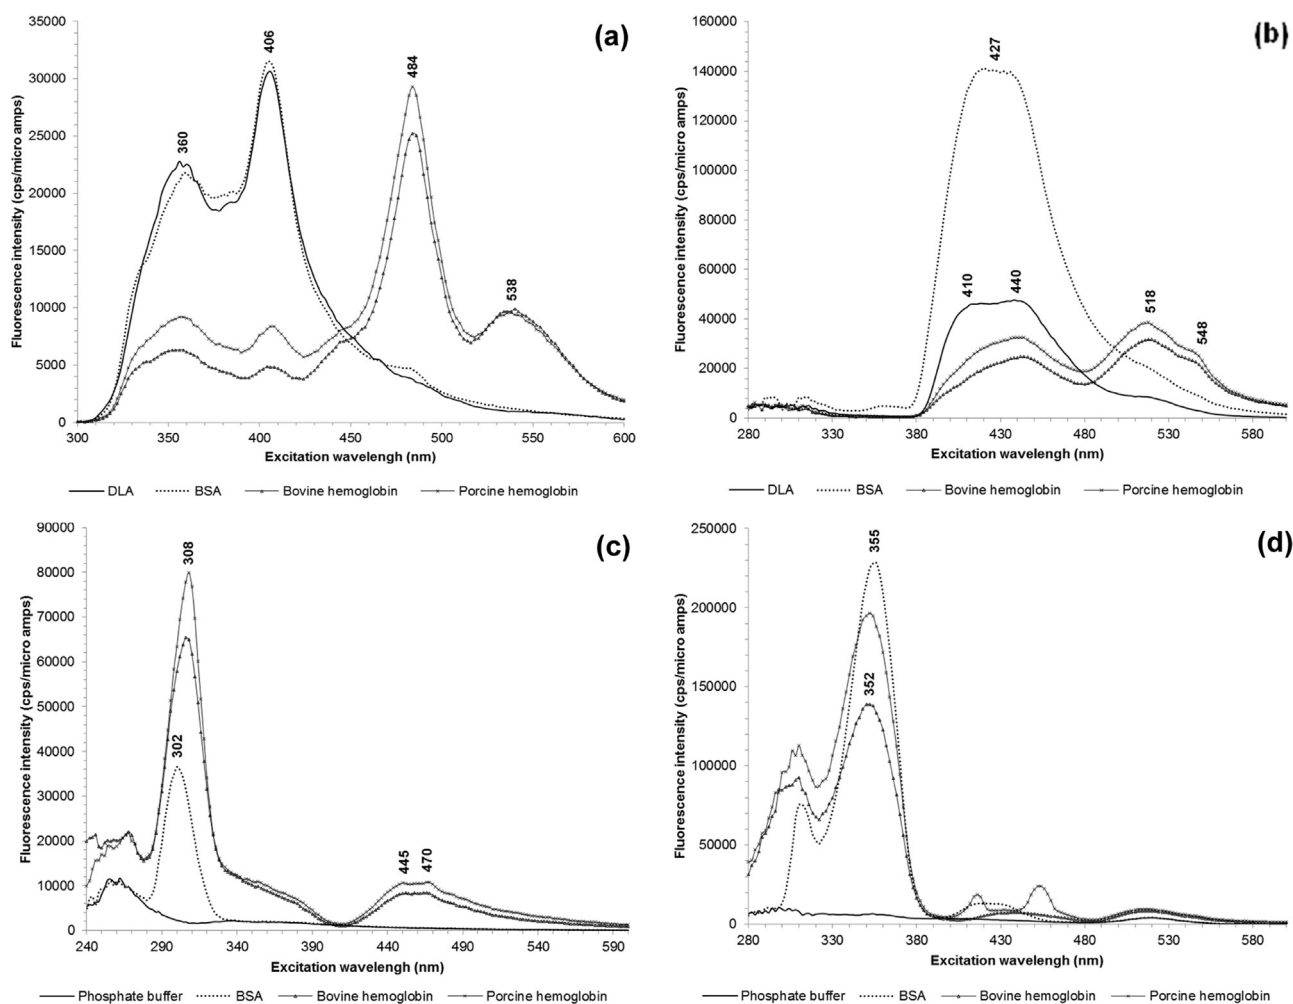 (a)
Fluorescence intensity (cps/micro amps)
35000
30000
25000
20000
15000
10000
5000
0
360
406
484
538
300
350
400
450
500
550
600
Excitation wavelengh (nm)
DLA
BSA
Bovine hemoglobin
Porcine hemoglobin
(b)
Fluorescence intensity (cps/micro amps)
160000
140000
120000
100000
80000
60000
40000
20000
0
427
410
440
518
548
280
330
380
430
480
530
580
Excitation wavelengh (nm)
DLA
BSA
Bovine hemoglobin
Porcine hemoglobin
(c)
Fluorescence intensity (cps/micro amps)
90000
80000
70000
60000
50000
40000
30000
20000
10000
0
308
302
445
470
240
290
340
390
440
490
540
590
Excitation wavelengh (nm)
Phosphate buffer
BSA
Bovine hemoglobin
Porcine hemoglobin
(d)
Fluorescence intensity (cps/micro amps)
250000
200000
150000
100000
50000
0
355
352
280
330
380
430
480
530
580
Excitation wavelengh (nm)
Phosphate buffer
BSA
Bovine hemoglobin
Porcine hemoglobin